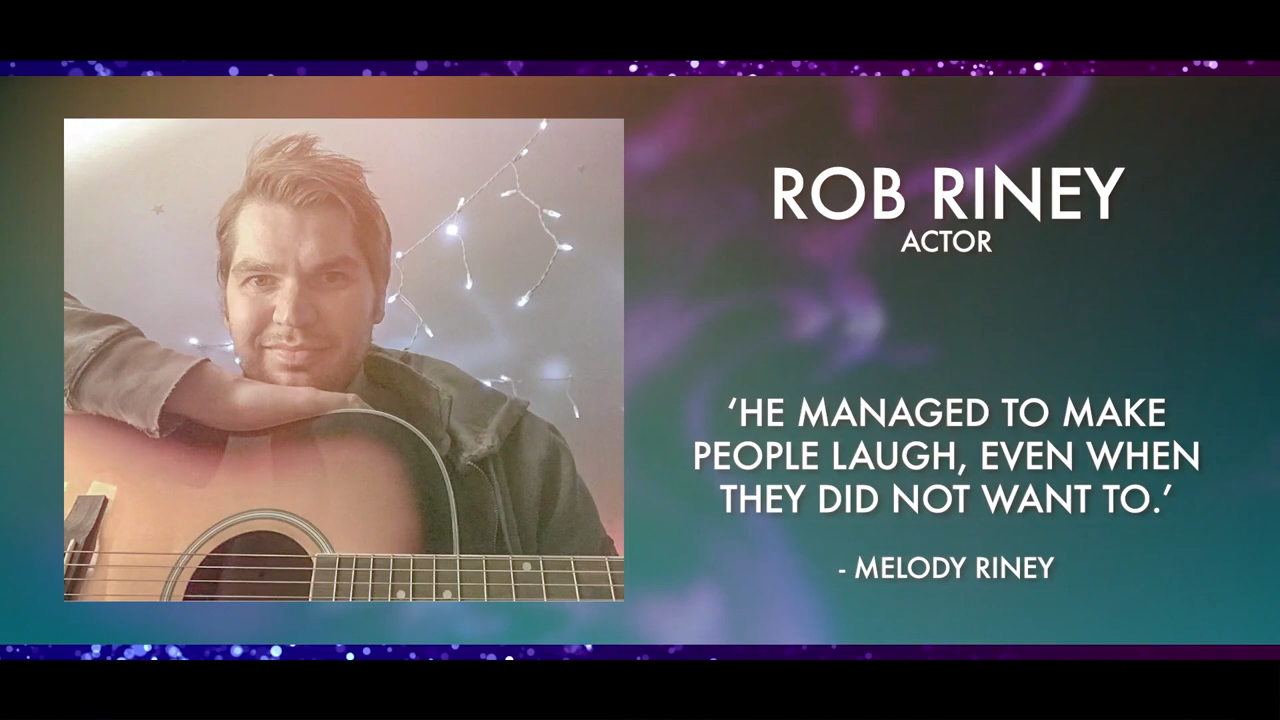 ROB RINEY
ACTOR
‘HE MANAGED TO MAKE
PEOPLE LAUGH, EVEN WHEN
THEY DID NOT WANT TO.’
- MELODY RINEY